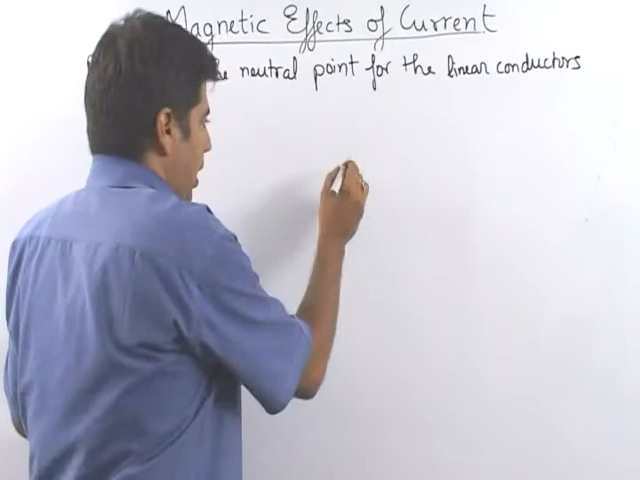 Magnetic Effects of Current
neutral point for the linear conductors